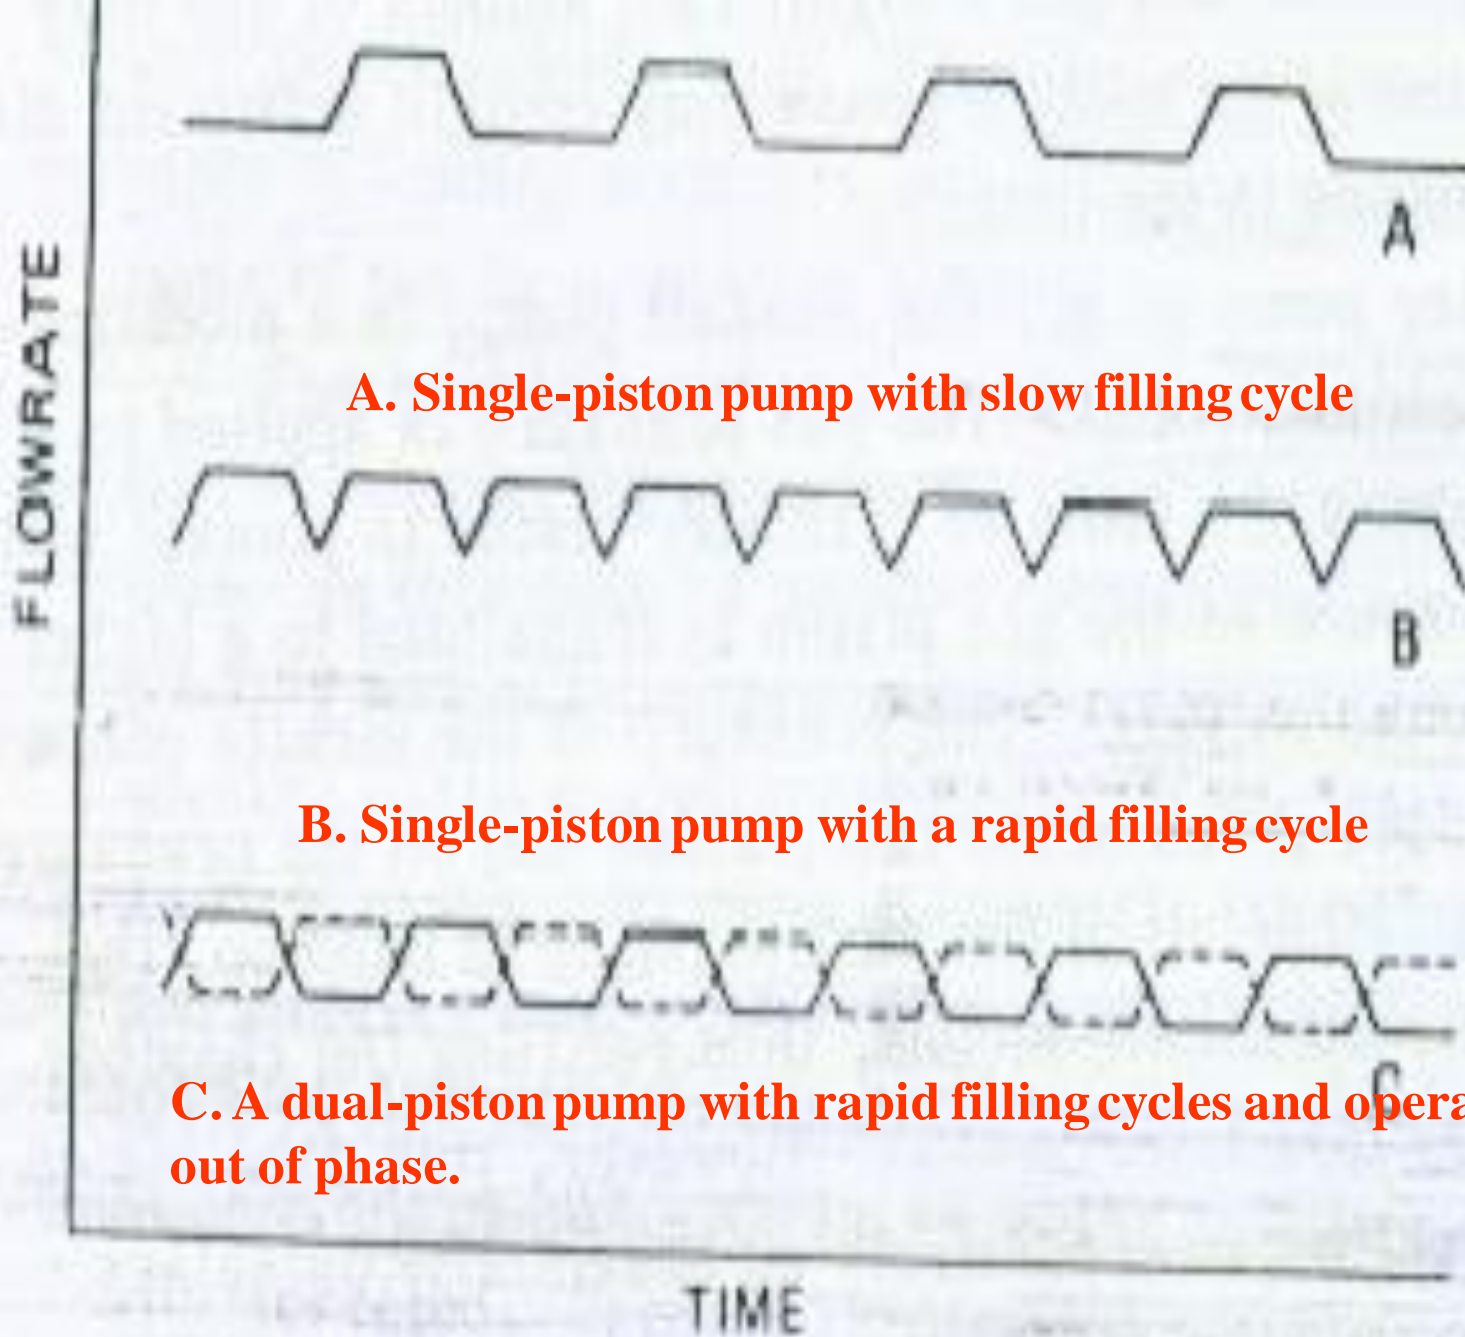 FLOWRATE
A
A. Single-piston pump with slow filling cycle
B
B. Single-piston pump with a rapid filling cycle
C
C. A dual-piston pump with rapid filling cycles and opera
out of phase.
TIME